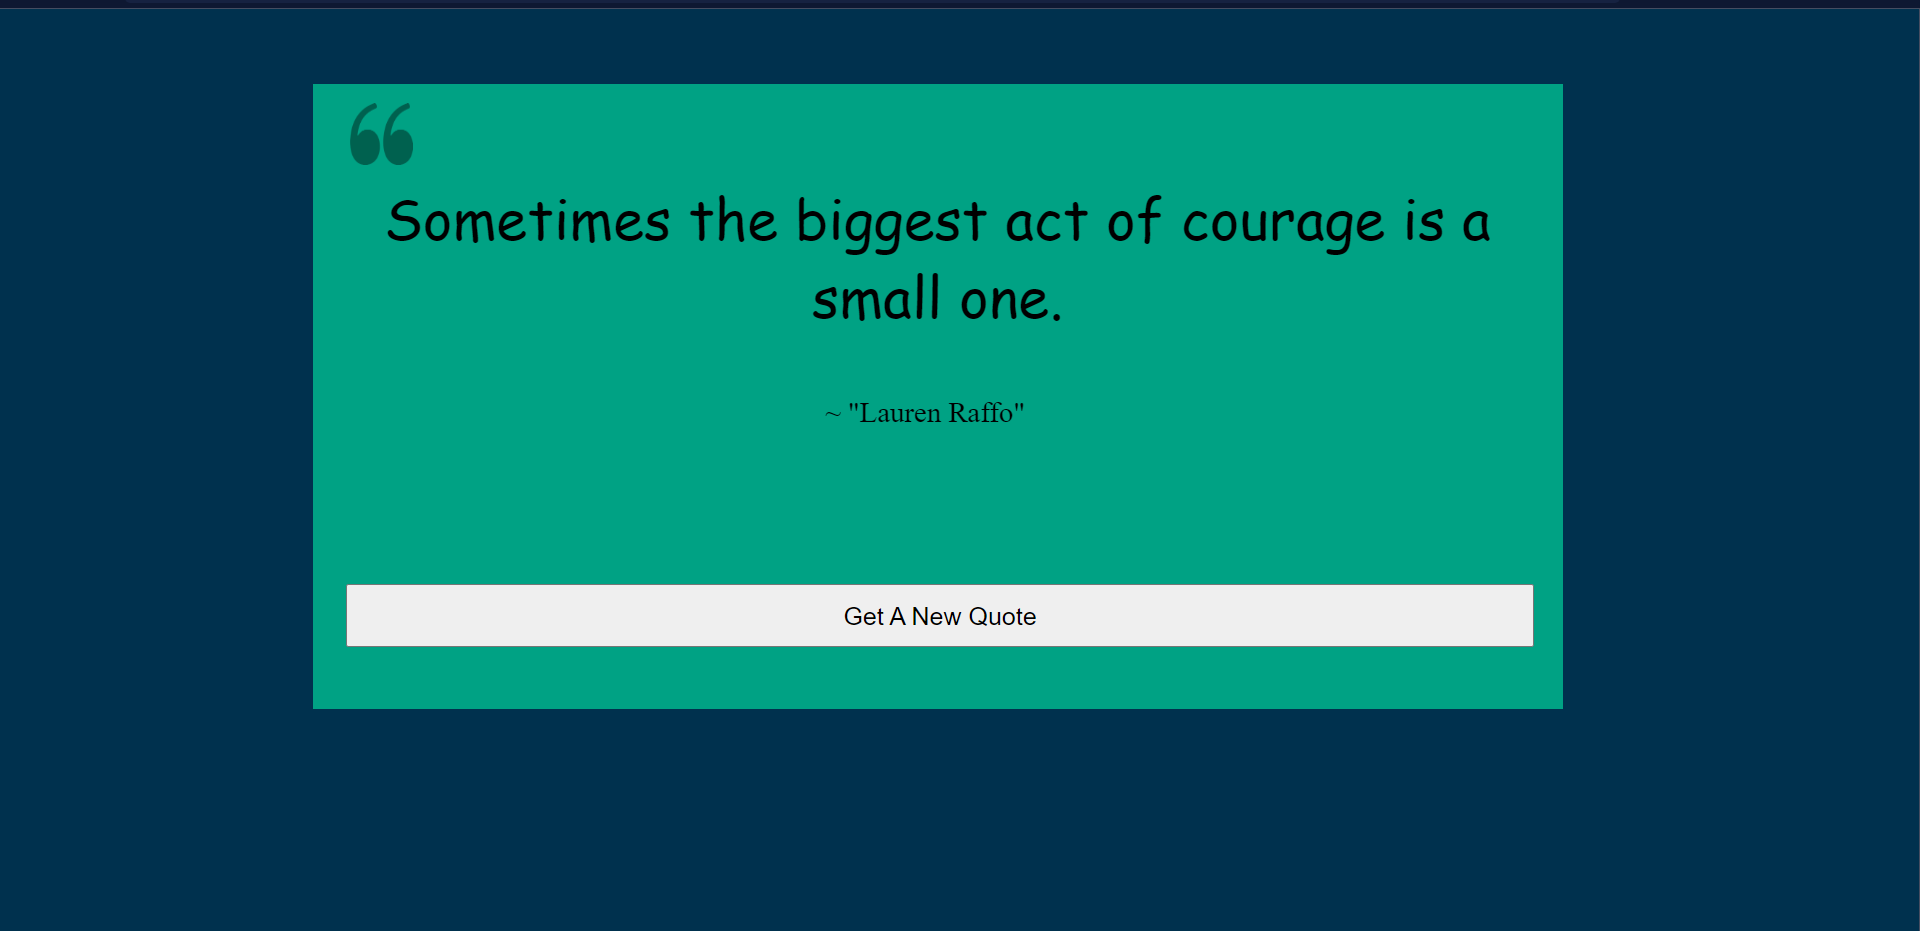 “
Sometimes the biggest act of courage is a
small one.
~ "Lauren Raffo"
Get A New Quote